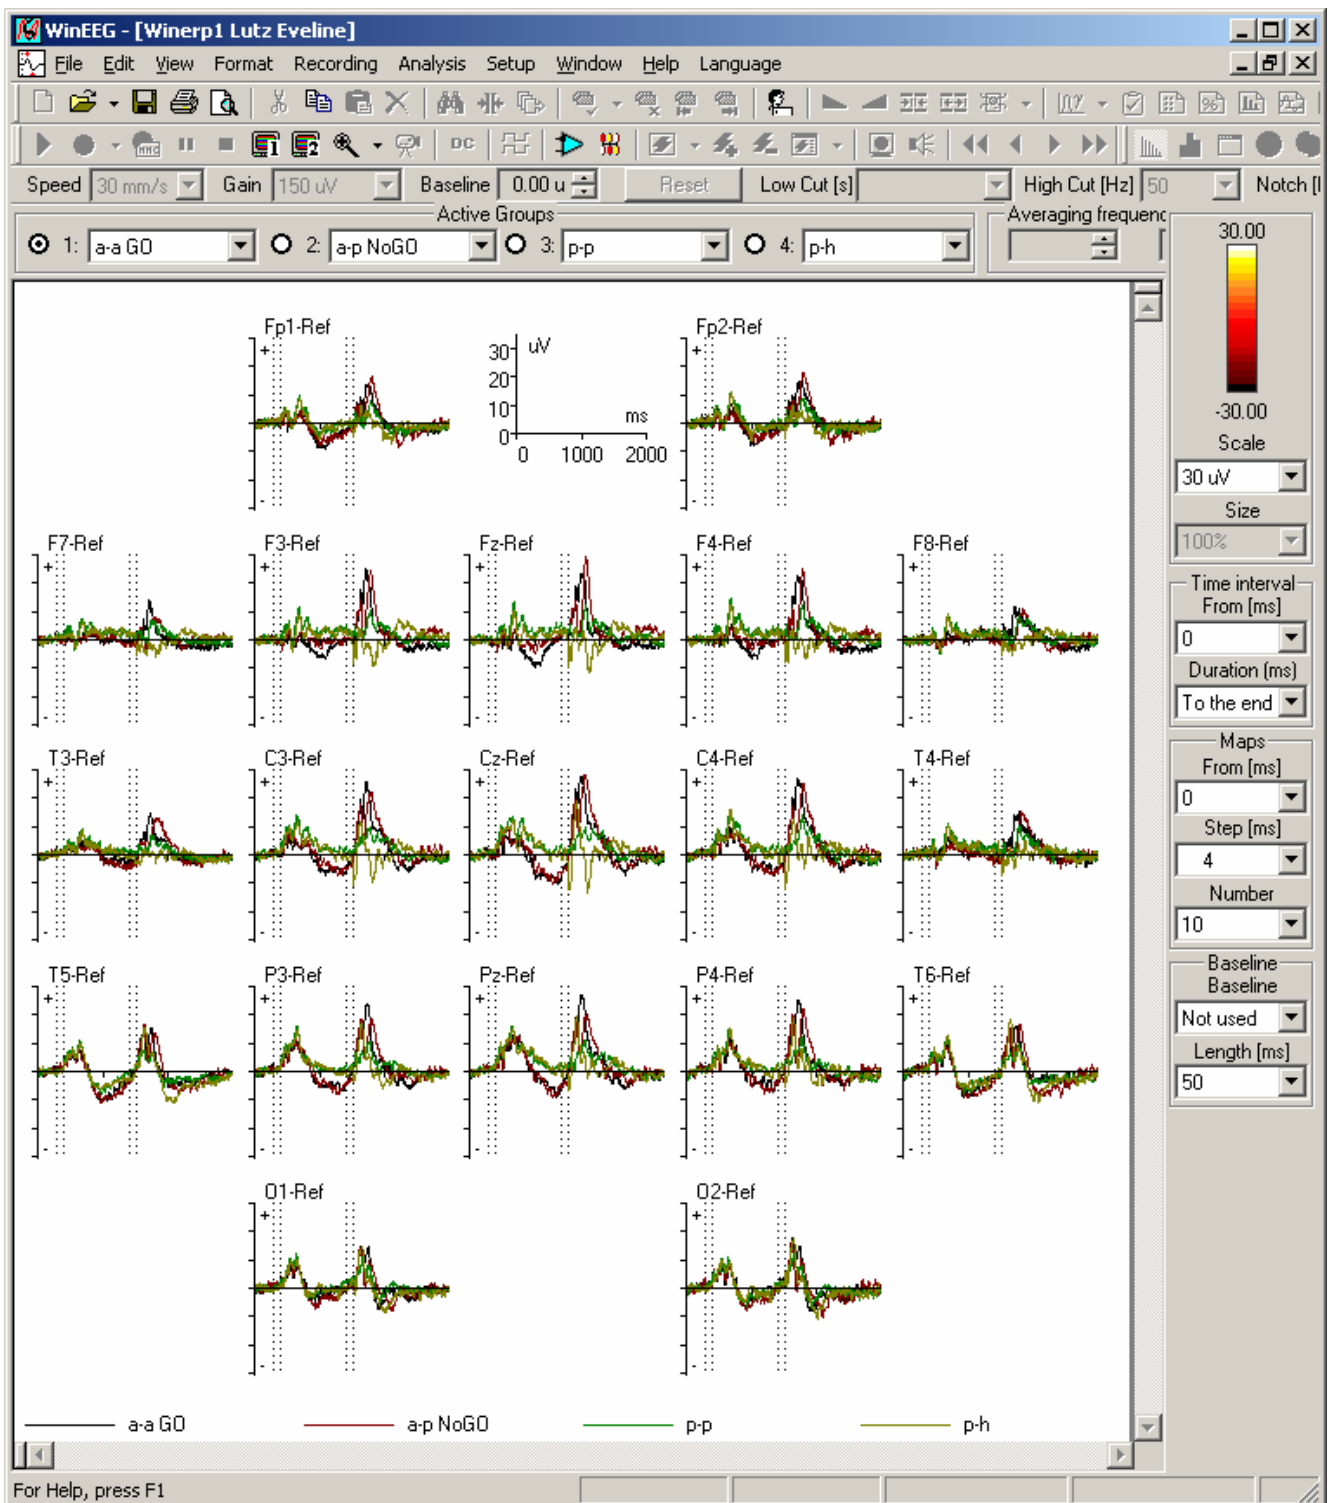 WinEEG - [Winerp1 Lutz Eveline]
File Edit View Format Recording Analysis Setup Window Help Language
DC
Speed 30 mm/s Gain 150 uV Baseline 0.00 u Reset Low Cut [s] High Cut [Hz] 50 Notch
Active Groups
Averaging frequenc
1: a-a GO 2: a-p NoGO 3: p-p 4: p-h
30.00
-30.00
Scale
30 uV
Size
100%
Time interval
From [ms]
0
Duration (ms)
To the end
Maps
From [ms]
0
Step [ms]
4
Number
10
Baseline
Baseline
Not used
Length [ms]
50
Fp1-Ref Fp2-Ref
+ +
- -
30 uV
20
10 ms
0
0 1000 2000
F7-Ref F3-Ref Fz-Ref F4-Ref F8-Ref
+ + + + +
- - - - -
T3-Ref C3-Ref Cz-Ref C4-Ref T4-Ref
+ + + + +
- - - - -
T5-Ref P3-Ref Pz-Ref P4-Ref T6-Ref
+ + + + +
- - - - -
O1-Ref O2-Ref
+ +
- -
a-a GO a-p NoGO p-p p-h
For Help, press F1